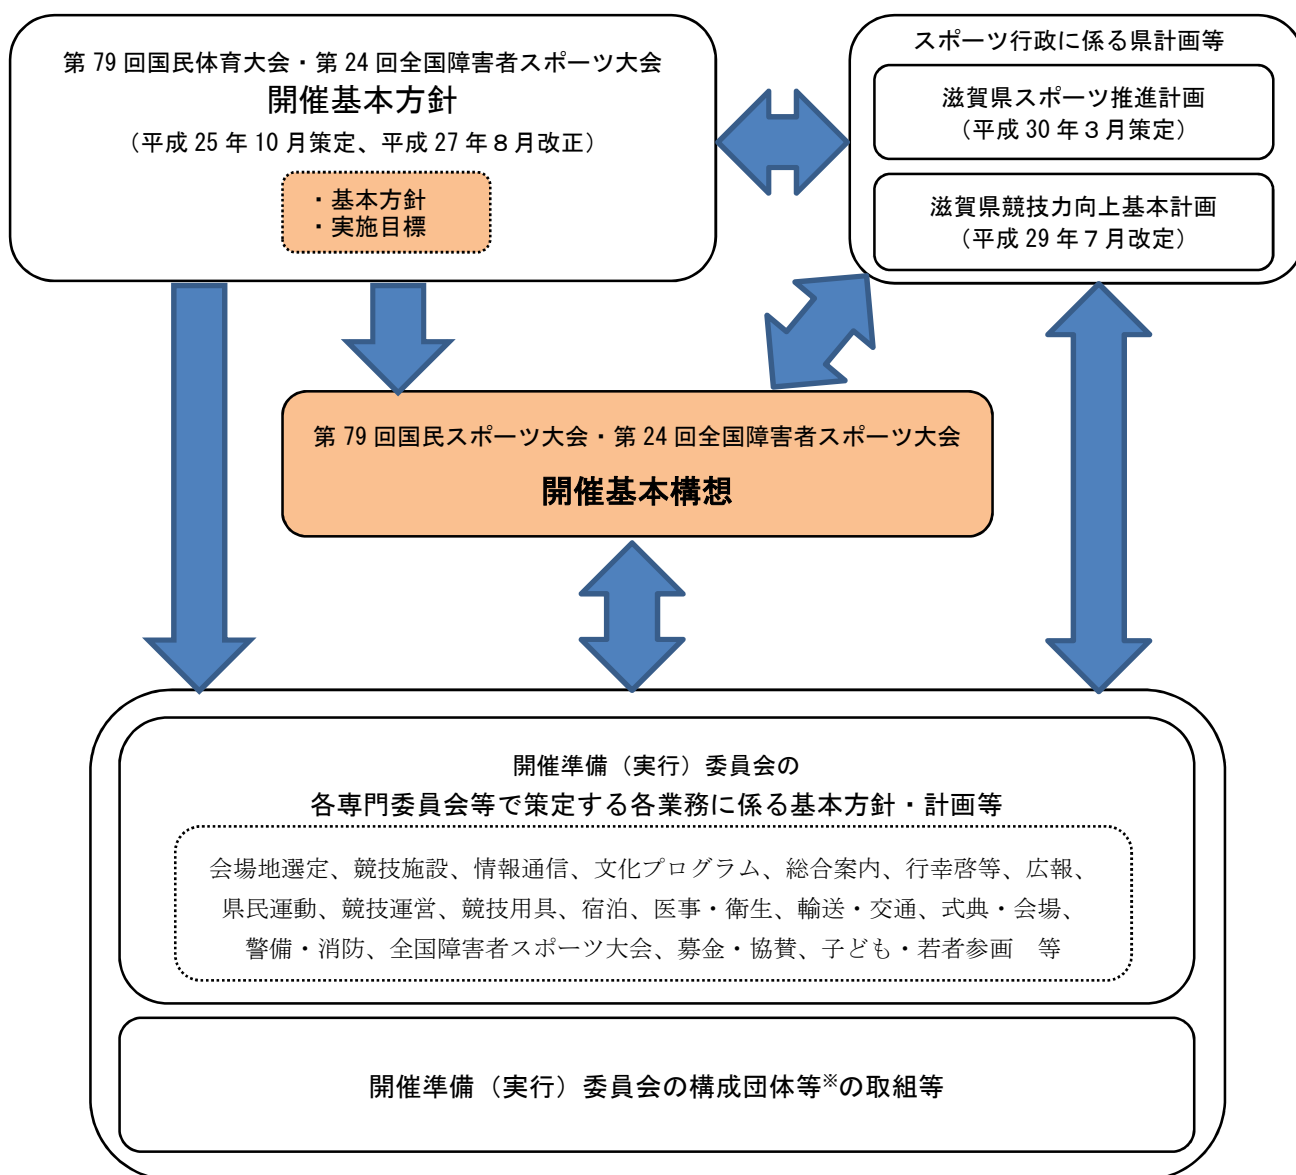 第 79 回国民体育大会・第 24 回全国障害者スポーツ大会
開催基本方針
（平成 25 年 10 月策定、平成 27 年８月改正）
・基本方針
・実施目標
スポーツ行政に係る県計画等
滋賀県スポーツ推進計画
（平成 30 年３月策定）
滋賀県競技力向上基本計画
（平成 29 年７月改定）
第 79 回国民スポーツ大会・第 24 回全国障害者スポーツ大会
開催基本構想
開催準備（実行）委員会の
各専門委員会等で策定する各業務に係る基本方針・計画等
会場地選定、競技施設、情報通信、文化プログラム、総合案内、行幸啓等、広報、
県民運動、競技運営、競技用具、宿泊、医事・衛生、輸送・交通、式典・会場、
警備・消防、全国障害者スポーツ大会、募金・協賛、子ども・若者参画　等
開催準備（実行）委員会の構成団体等※の取組等